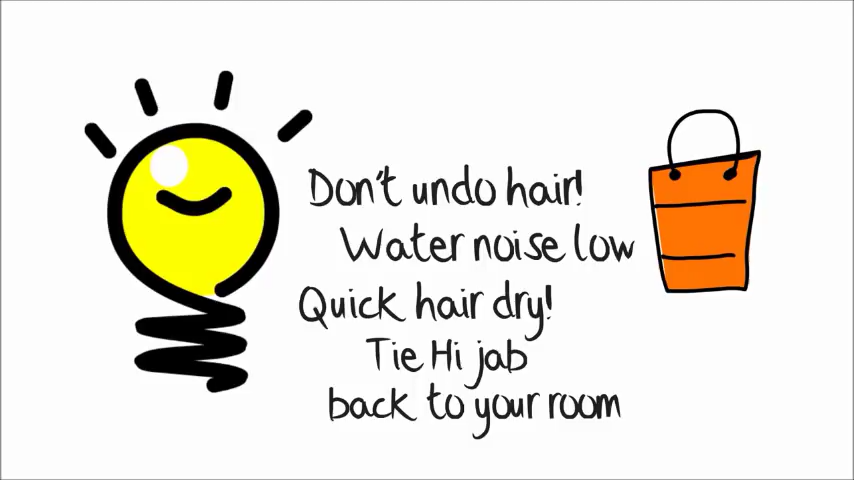 Don't undo hair!
Water noise low
Quick hair dry!
Tie Hi jab
back to your room